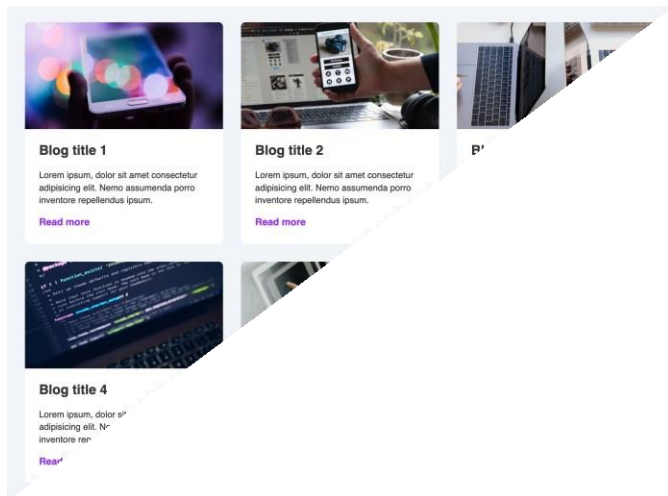 Blog title 1
Lorem ipsum, dolor sit amet consectetur
adipisicing elit. Nemo assumenda porro
inventore repellendus ipsum.
Read more
Blog title 2
Lorem ipsum, dolor sit amet consectetur
adipisicing elit. Nemo assumenda porro
inventore repellendus ipsum.
Read more
Blog title 4
Lorem ipsum, dolor
adipisicing elit.
inventore
Read